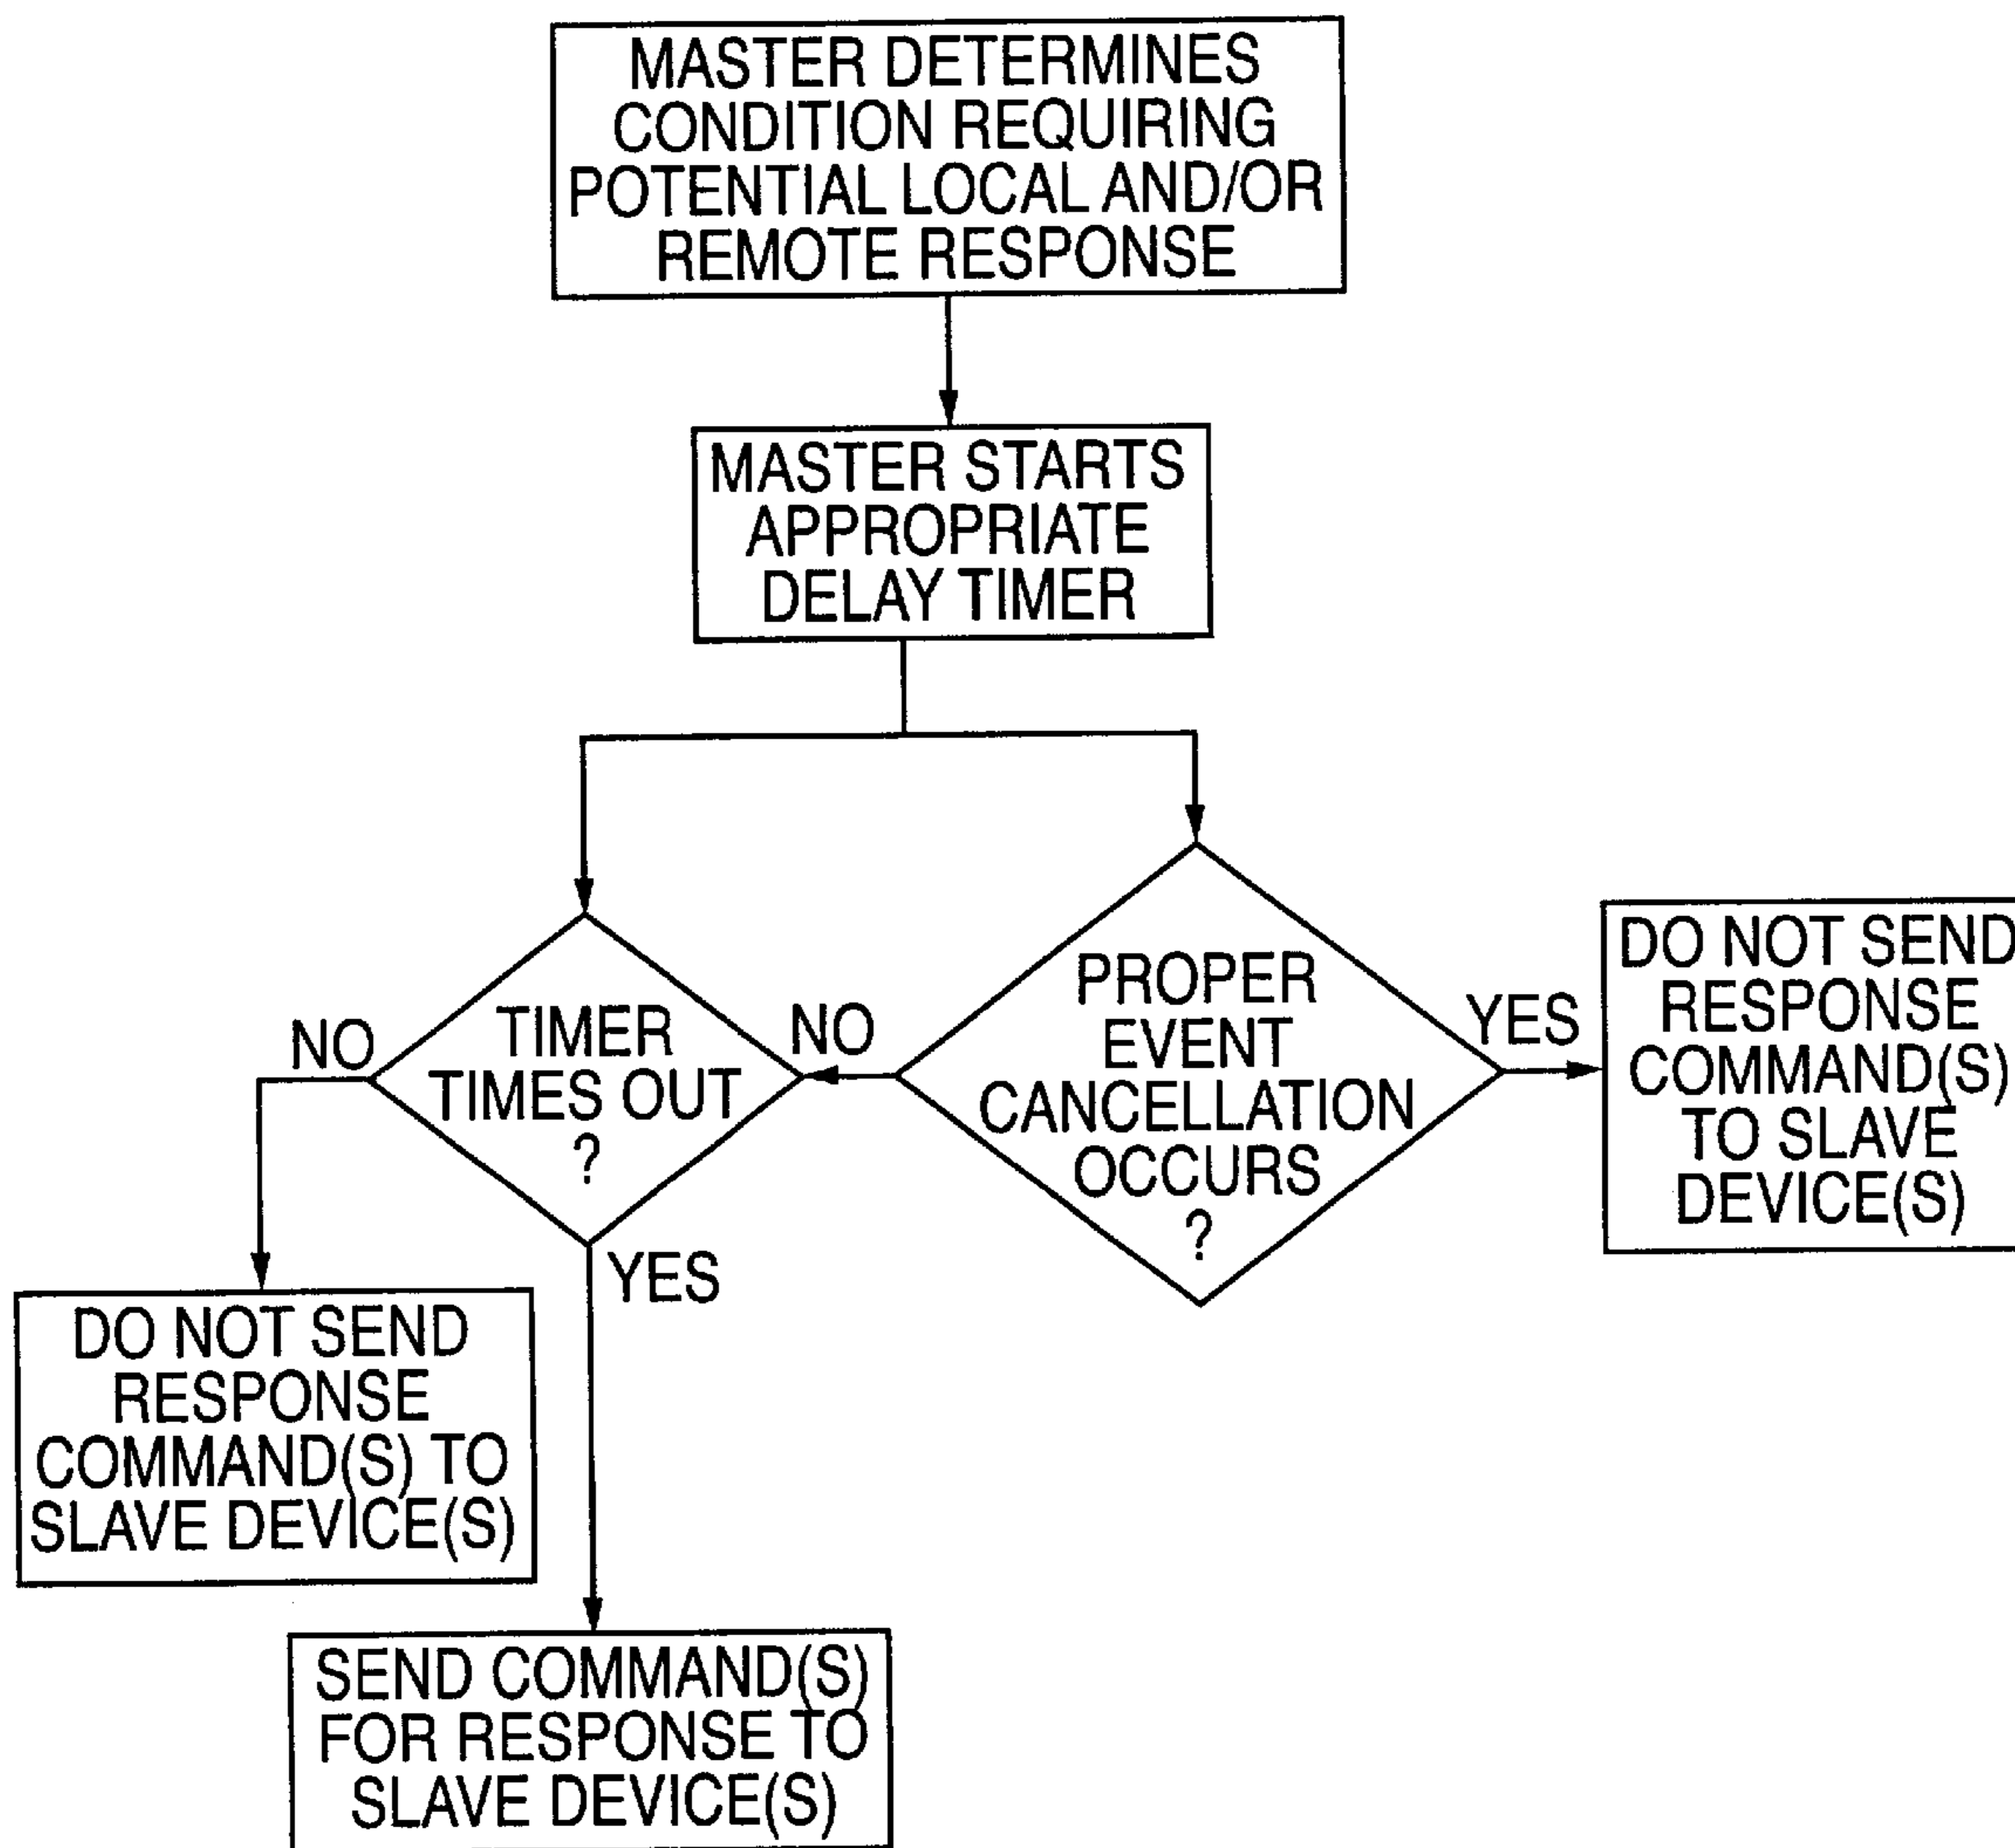 MASTER DETERMINES
CONDITION REQUIRING
POTENTIAL LOCAL AND/OR
REMOTE RESPONSE
MASTER STARTS
APPROPRIATE
DELAY TIMER
NO
TIMER
TIMES OUT
?
YES
NO
PROPER
EVENT
CANCELLATION
OCCURS
?
YES
DO NOT SEND
RESPONSE
COMMAND(S)
TO SLAVE
DEVICE(S)
DO NOT SEND
RESPONSE
COMMAND(S) TO
SLAVE DEVICE(S)
SEND COMMAND(S)
FOR RESPONSE TO
SLAVE DEVICE(S)